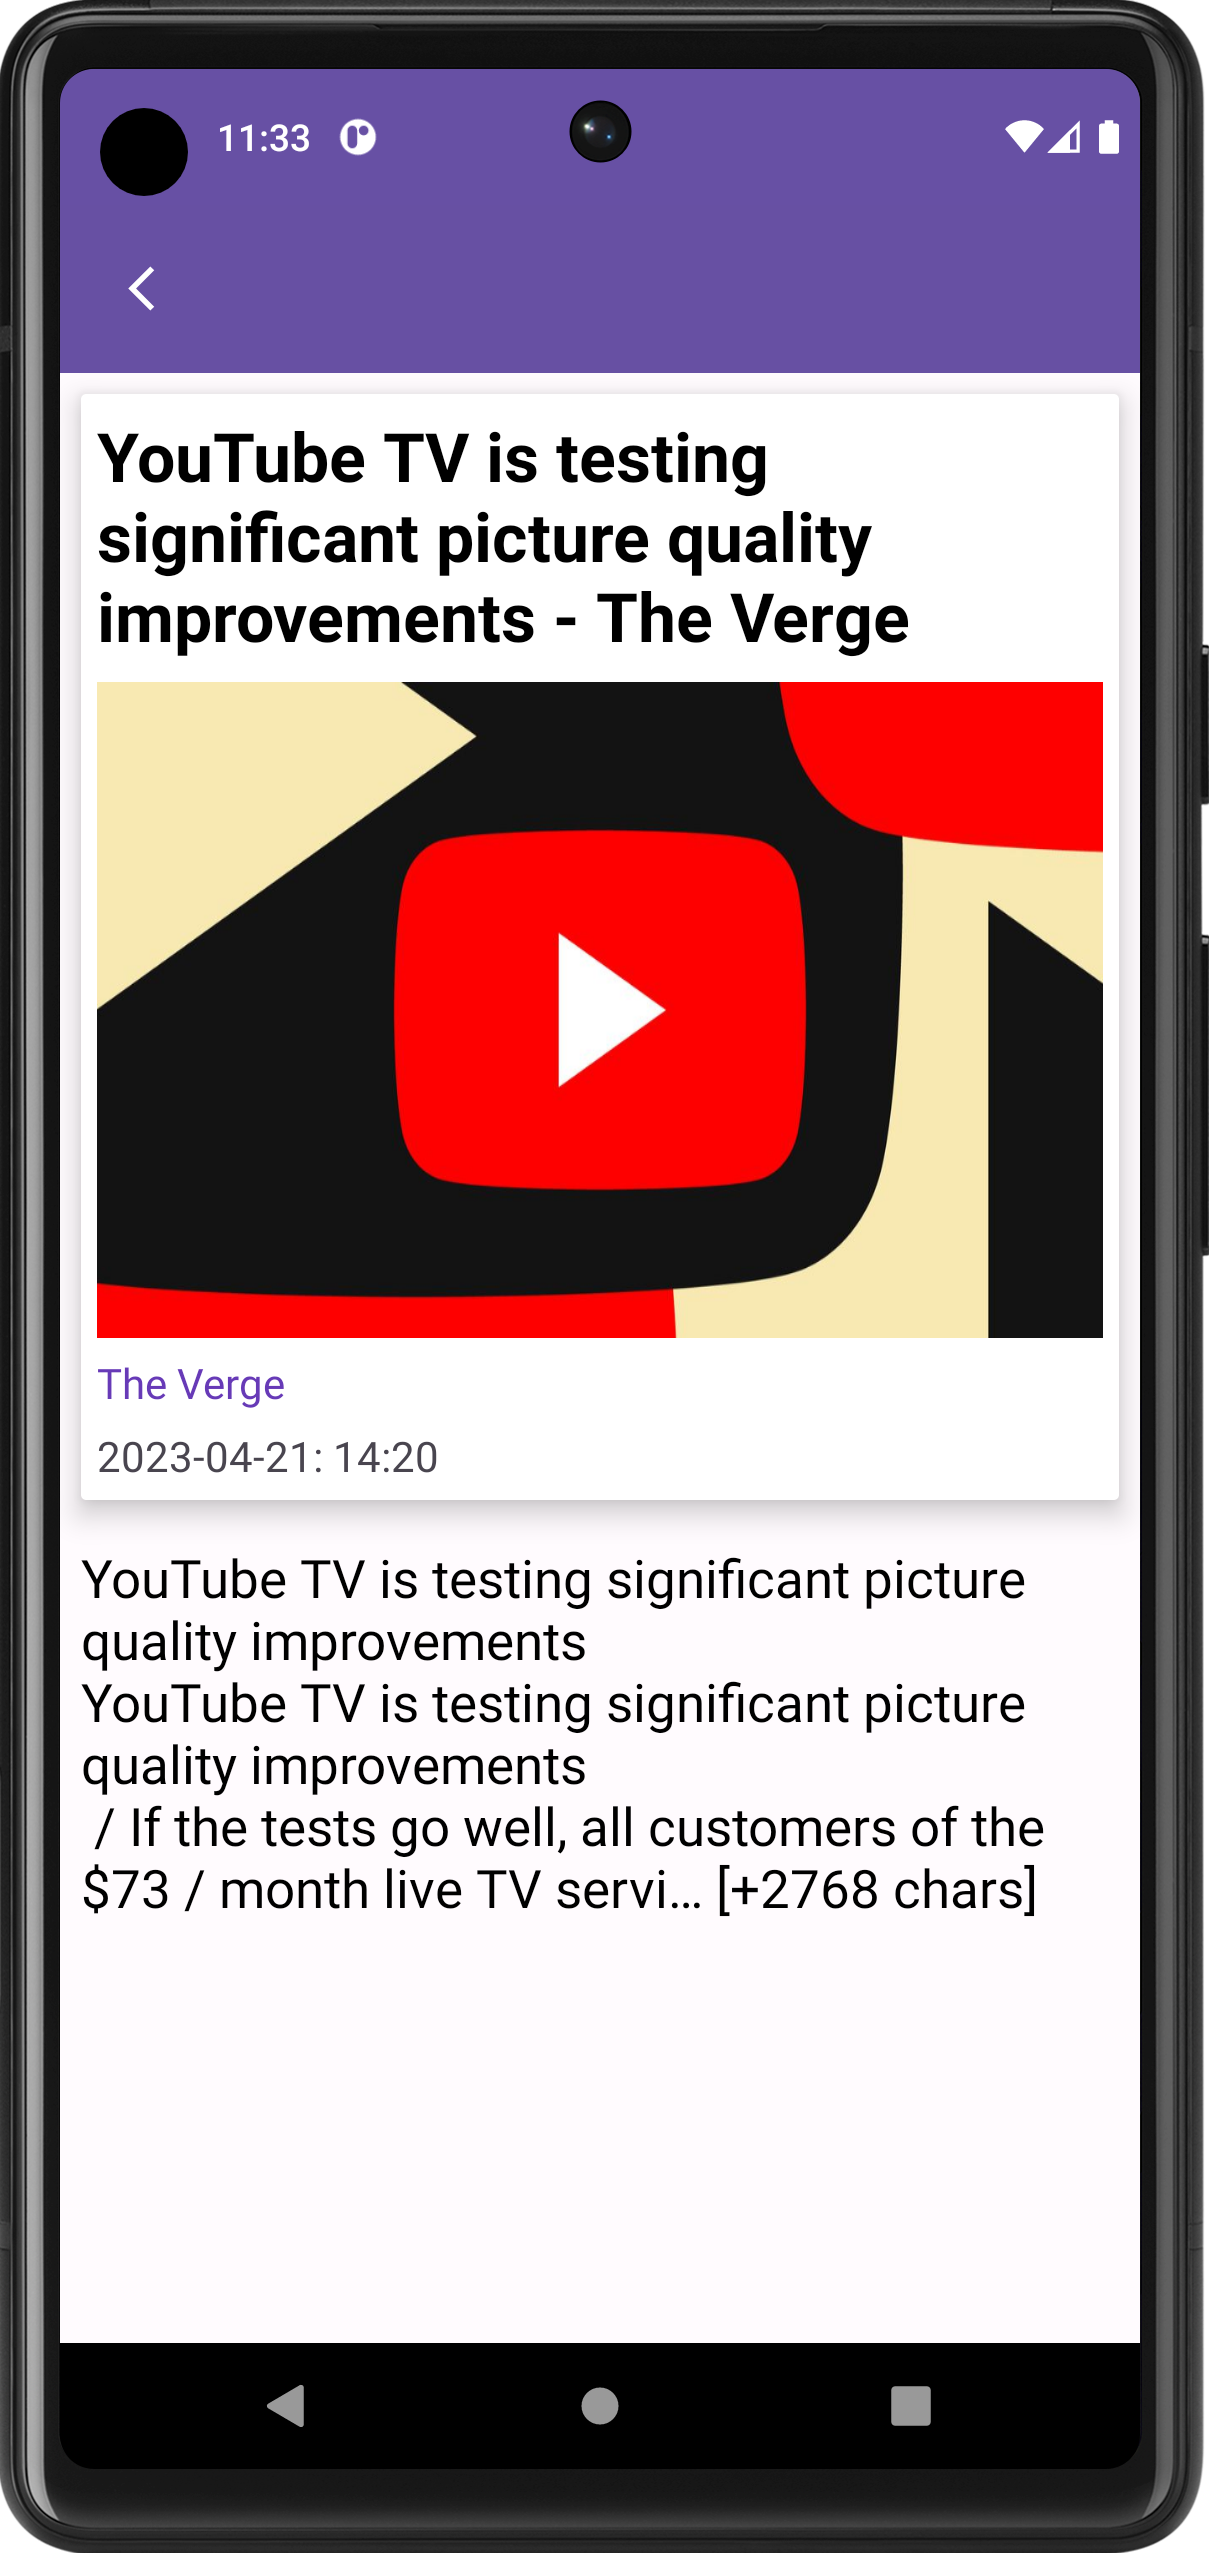 11:33
YouTube TV is testing
significant picture quality
improvements - The Verge
The Verge
2023-04-21: 14:20
YouTube TV is testing significant picture
quality improvements
YouTube TV is testing significant picture
quality improvements
/ If the tests go well, all customers of the
$73 / month live TV servi… [+2768 chars]